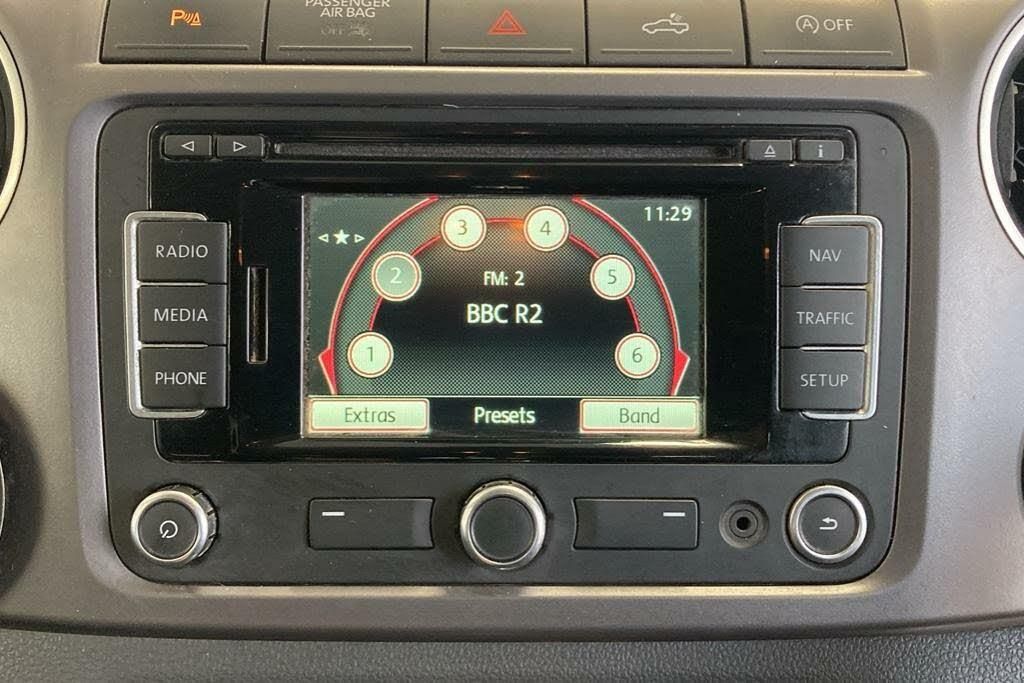 P
PASSENGER
AIR BAG
OFF
A OFF
i
RADIO
MEDIA
PHONE
11:29
3
4
2
5
FM: 2
BBC R2
1
6
Extras
Presets
Band
NAV
TRAFFIC
SETUP